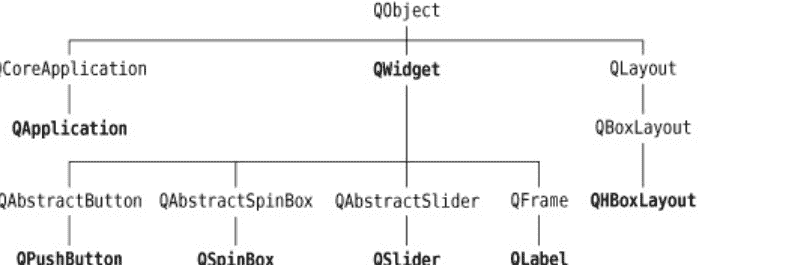 QObject
QCoreApplication QWidget QLayout
QApplication QBoxLayout
QAbstractButton QAbstractSpinBox QAbstractSlider QFrame QHBoxLayout
QPushButton QSpinBox QSlider QLabel